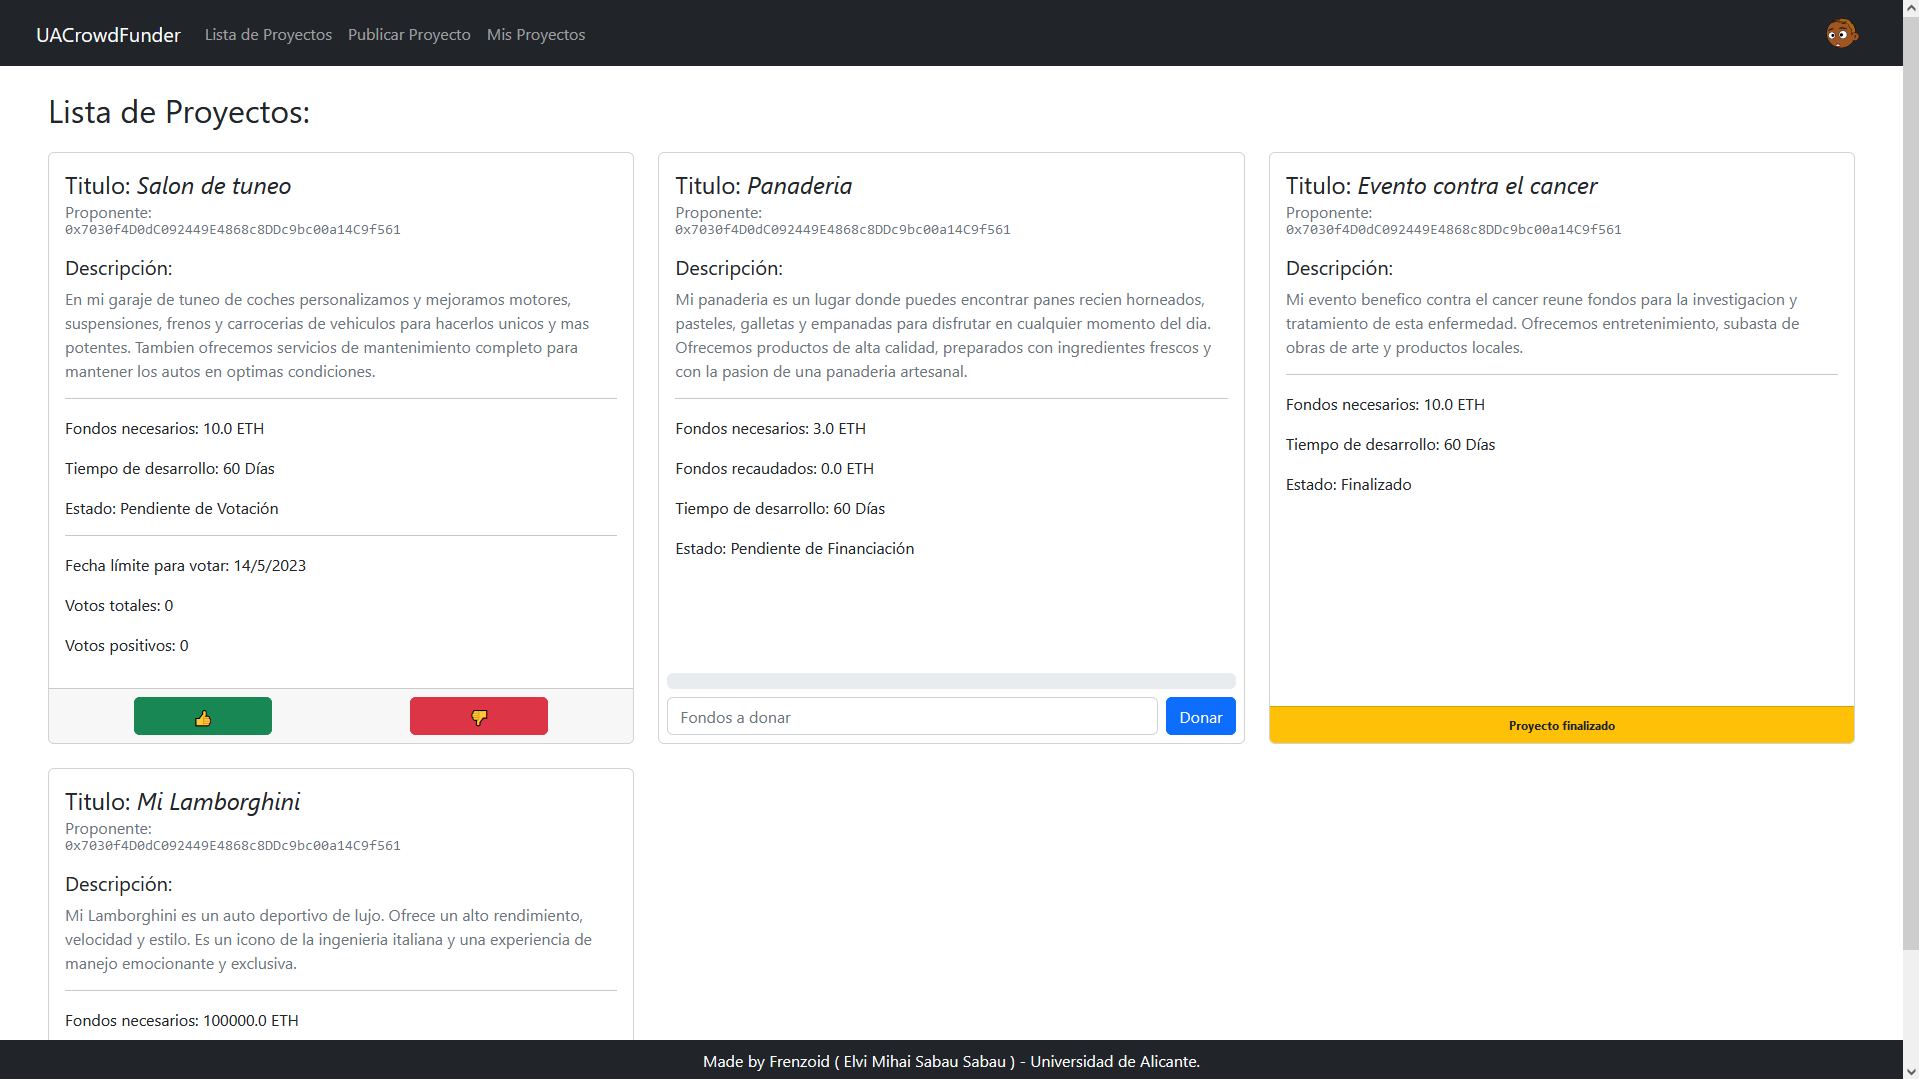 UACrowdFunder Lista de Proyectos Publicar Proyecto Mis Proyectos
Lista de Proyectos:
Titulo: Salon de tuneo
Proponente:
0x7030f4D0dC092449E4868c8DDc9bc00a14C9f561
Descripción:
En mi garaje de tuneo de coches personalizamos y mejoramos motores,
suspensiones, frenos y carrocerias de vehiculos para hacerlos unicos y mas
potentes. Tambien ofrecemos servicios de mantenimiento completo para
mantener los autos en optimas condiciones.
Fondos necesarios: 10.0 ETH
Tiempo de desarrollo: 60 Días
Estado: Pendiente de Votación
Fecha límite para votar: 14/5/2023
Votos totales: 0
Votos positivos: 0
Titulo: Panaderia
Proponente:
0x7030f4D0dC092449E4868c8DDc9bc00a14C9f561
Descripción:
Mi panaderia es un lugar donde puedes encontrar panes recien horneados,
pasteles, galletas y empanadas para disfrutar en cualquier momento del dia.
Ofrecemos productos de alta calidad, preparados con ingredientes frescos y
con la pasion de una panaderia artesanal.
Fondos necesarios: 3.0 ETH
Fondos recaudados: 0.0 ETH
Tiempo de desarrollo: 60 Días
Estado: Pendiente de Financiación
Fondos a donar
Donar
Titulo: Evento contra el cancer
Proponente:
0x7030f4D0dC092449E4868c8DDc9bc00a14C9f561
Descripción:
Mi evento benefico contra el cancer reune fondos para la investigacion y
tratamiento de esta enfermedad. Ofrecemos entretenimiento, subasta de
obras de arte y productos locales.
Fondos necesarios: 10.0 ETH
Tiempo de desarrollo: 60 Días
Estado: Finalizado
Proyecto finalizado
Titulo: Mi Lamborghini
Proponente:
0x7030f4D0dC092449E4868c8DDc9bc00a14C9f561
Descripción:
Mi Lamborghini es un auto deportivo de lujo. Ofrece un alto rendimiento,
velocidad y estilo. Es un icono de la ingenieria italiana y una experiencia de
manejo emocionante y exclusiva.
Fondos necesarios: 100000.0 ETH
Made by Frenzoid ( Elvi Mihai Sabau Sabau ) - Universidad de Alicante.